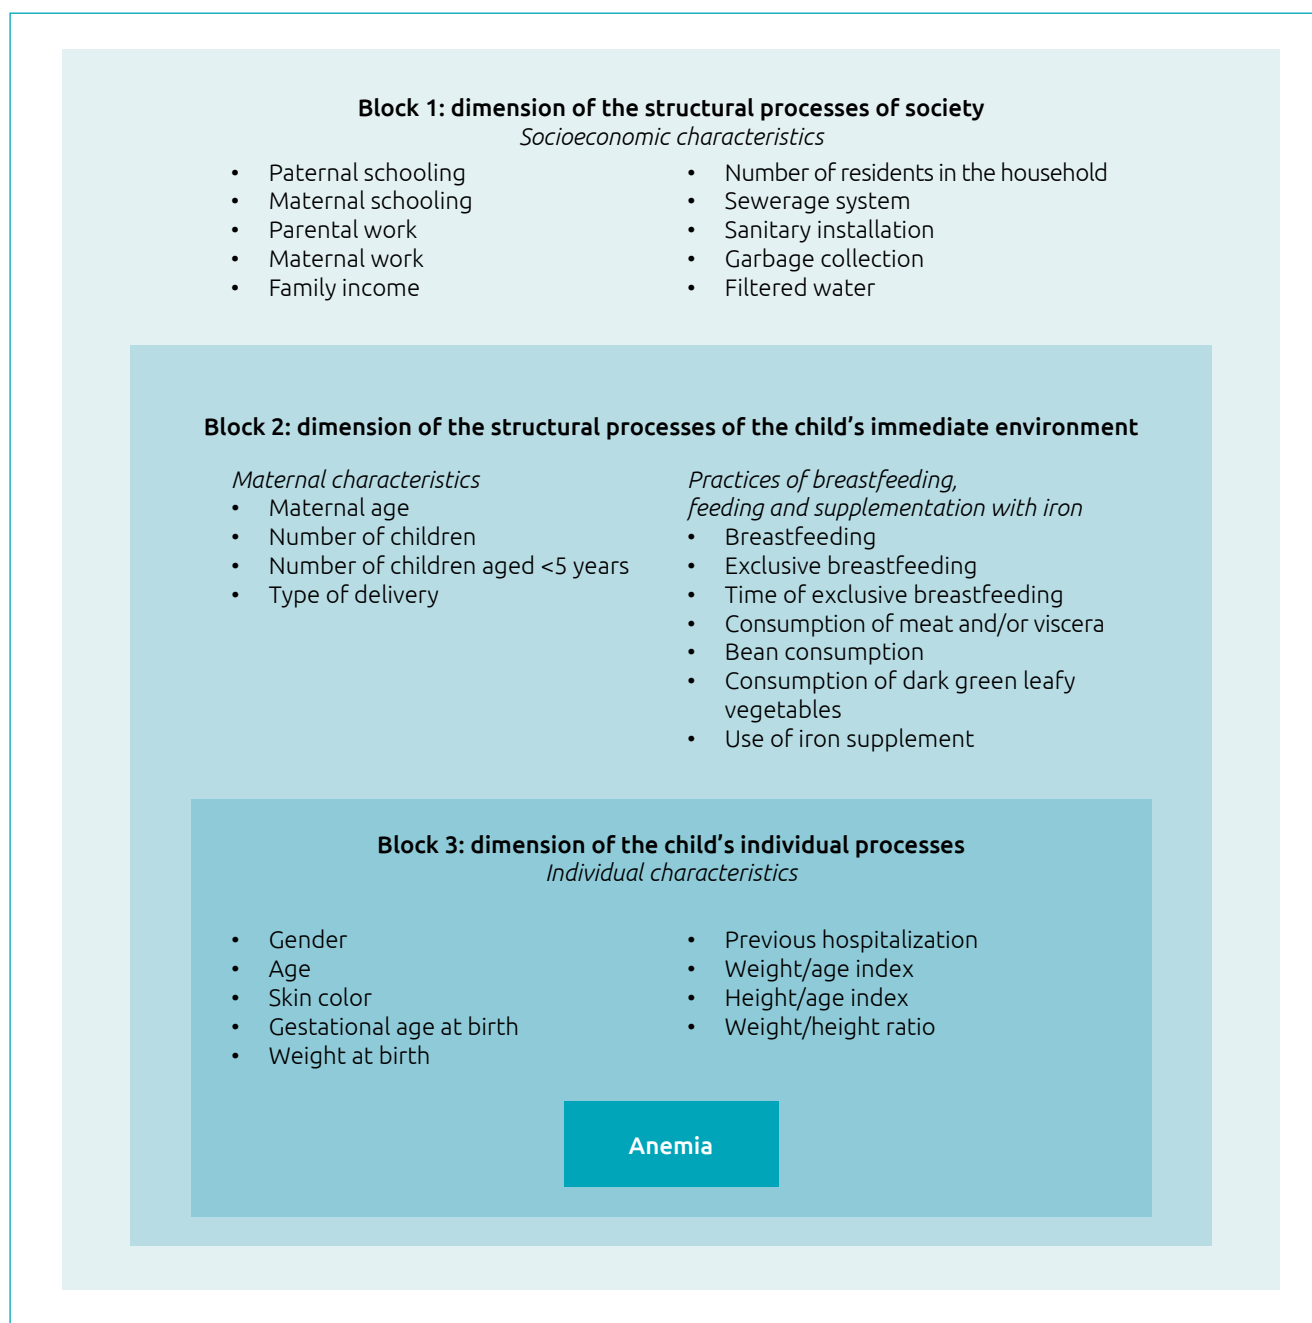 Block 1: dimension of the structural processes of society
Socioeconomic characteristics
• Paternal schooling
• Maternal schooling
• Parental work
• Maternal work
• Family income
• Number of residents in the household
• Sewerage system
• Sanitary installation
• Garbage collection
• Filtered water
Block 2: dimension of the structural processes of the child’s immediate environment
Maternal characteristics
• Maternal age
• Number of children
• Number of children aged <5 years
• Type of delivery
Practices of breastfeeding,
feeding and supplementation with iron
• Breastfeeding
• Exclusive breastfeeding
• Time of exclusive breastfeeding
• Consumption of meat and/or viscera
• Bean consumption
• Consumption of dark green leafy
vegetables
• Use of iron supplement
Block 3: dimension of the child’s individual processes
Individual characteristics
• Gender
• Age
• Skin color
• Gestational age at birth
• Weight at birth
• Previous hospitalization
• Weight/age index
• Height/age index
• Weight/height ratio
Anemia